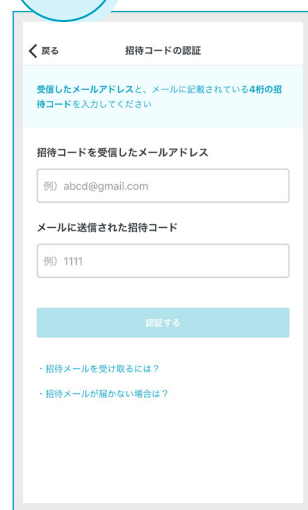 戻る 招待コードの認証
受信したメールアドレスと、メールに記載されている4桁の招
待コードを入力してください
招待コードを受信したメールアドレス
例）abcd@gmail.com
メールに送信された招待コード
例）1111
認証する
・招待メールを受け取るには？
・招待メールが届かない場合は？